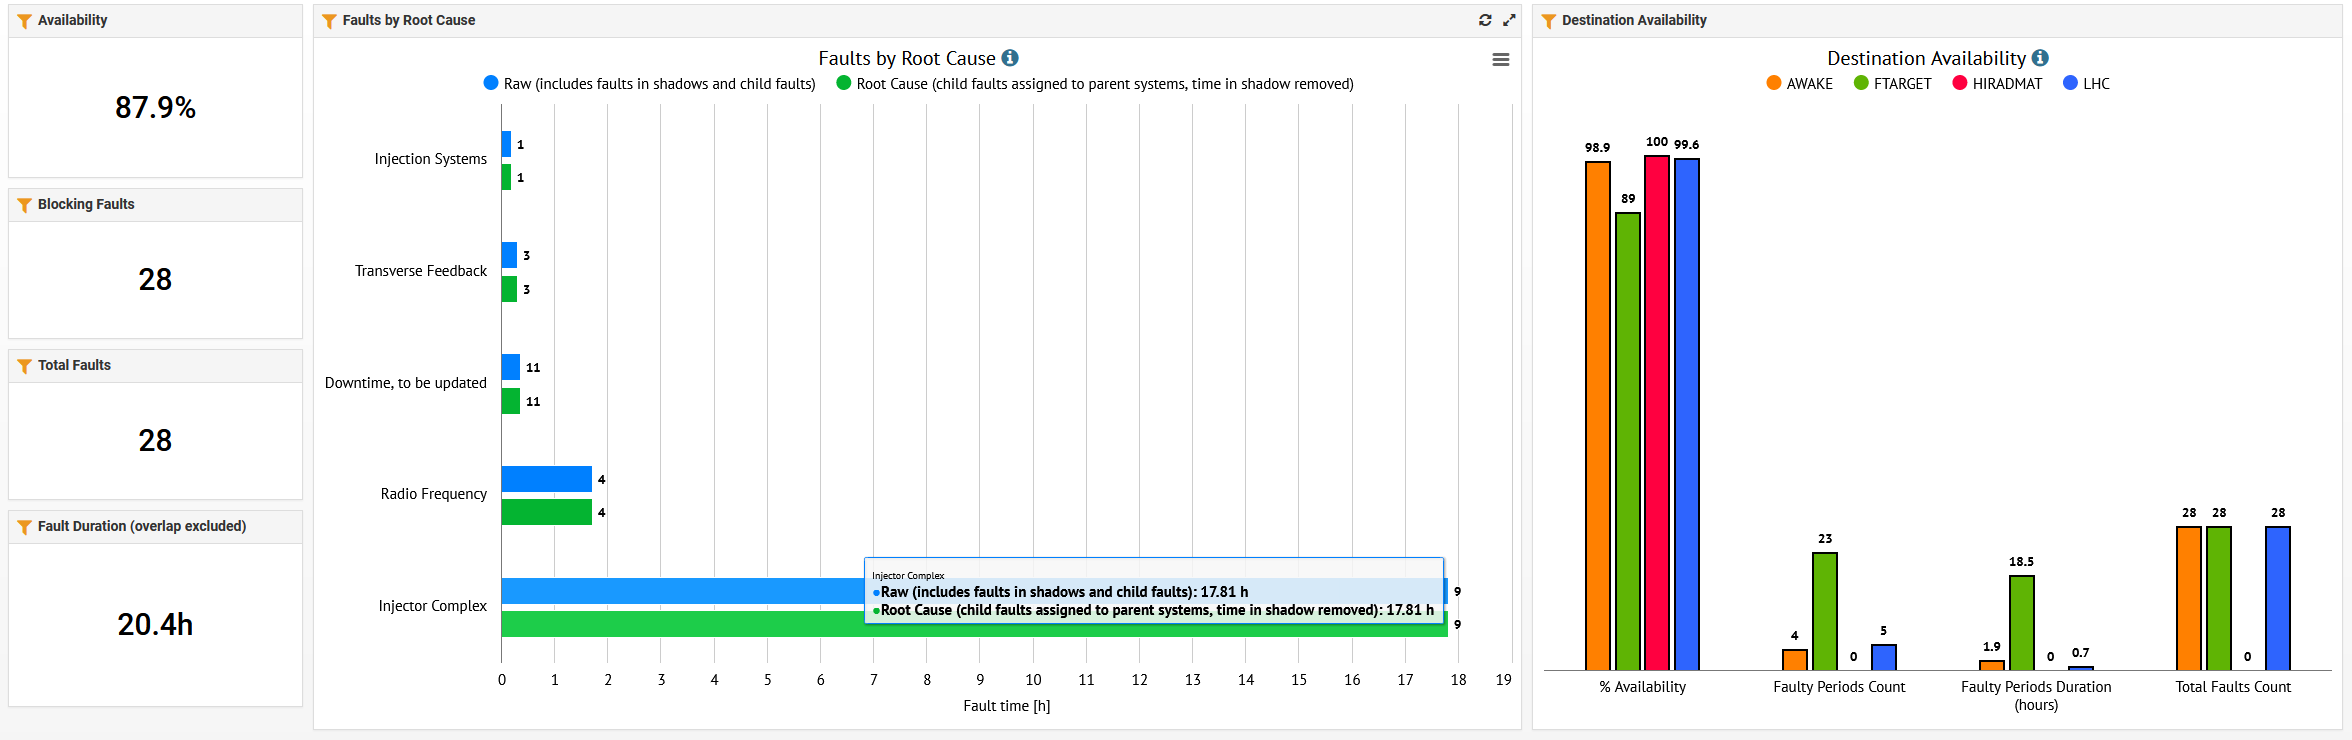 Availability
87.9%
Blocking Faults
28
Total Faults
28
Fault Duration (overlap excluded)
20.4h
Faults by Root Cause
Faults by Root Cause
Raw (includes faults in shadows and child faults)
Root Cause (child faults assigned to parent systems, time in shadow removed)
Injection Systems
1
1
Transverse Feedback
3
3
Downtime, to be updated
11
11
Radio Frequency
4
4
Injector Complex
9
9
Injector Complex
Raw (includes faults in shadows and child faults): 17.81 h
Root Cause (child faults assigned to parent systems, time in shadow removed): 17.81 h
0 1 2 3 4 5 6 7 8 9 10 11 12 13 14 15 16 17 18 19
Fault time [h]
Destination Availability
Destination Availability
AWAKE FTARGET HIRADMAT LHC
98.9 89 100 99.6
4 23 0 5
1.9 18.5 0 0.7
28 28 0 28
% Availability
Faulty Periods Count
Faulty Periods Duration
(hours)
Total Faults Count